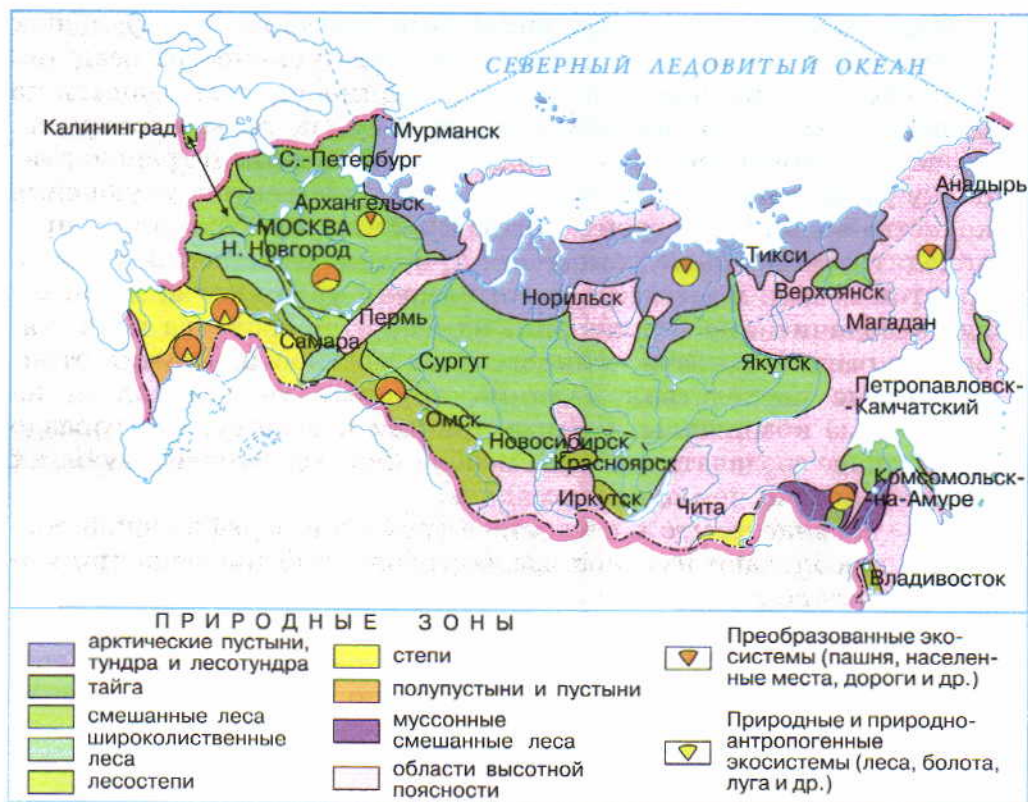 СЕВЕРНЫЙ ЛЕДОВИТЫЙ ОКЕАН
Калининград
Мурманск
С.-Петербург
Архангельск
МОСКВА
Н. Новгород
Анадырь
Тикси
Норильск
Верхоянск
Пермь
Магадан
Самара
Сургут
Якутск
Петропавловск-
-Камчатский
Омск
Новосибирск
Красноярск
Комсомольск-
-на-Амуре
Иркутск
Чита
Владивосток
ПРИРОДНЫЕ ЗОНЫ
арктические пустыни,
тундра и лесотундра
тайга
смешанные леса
широколиственные
леса
лесостепи
степи
полупустыни и пустыни
муссонные
смешанные леса
области высотной
поясности
Преобразованные эко-
системы (пашня, населен-
ные места, дороги и др.)
Природные и природно-
антропогенные
экосистемы (леса, болота,
луга и др.)